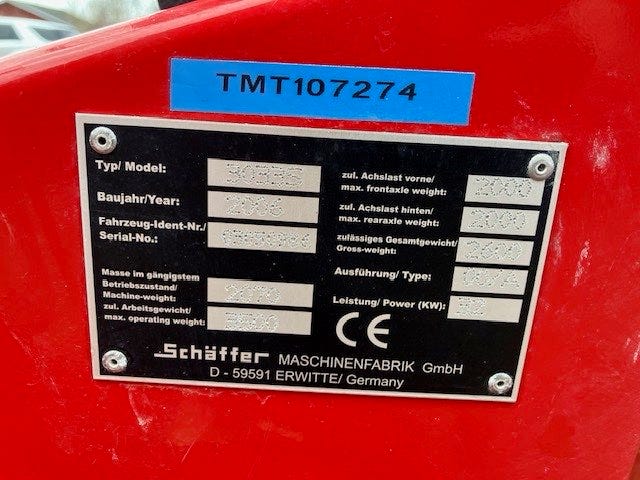 TMT107274
Typ/ Model:
Baujahr/Year: 2006
Fahrzeug-Ident-Nr./
Serial-No.:
Masse im gängigstem
Betriebszustand/
Machine-weight: 2070
zul. Arbeitsgewicht/
max. operating weight:
zul. Achslast vorne/
max. frontaxle weight: 2000
zul. Achslast hinten/
max. rearaxle weight: 2000
zulässiges Gesamtgewicht/
Gross-weight:
Ausführung/ Type:
Leistung/ Power (KW):
CE
Schäffer MASCHINENFABRIK GmbH
D - 59591 ERWITTE/ Germany